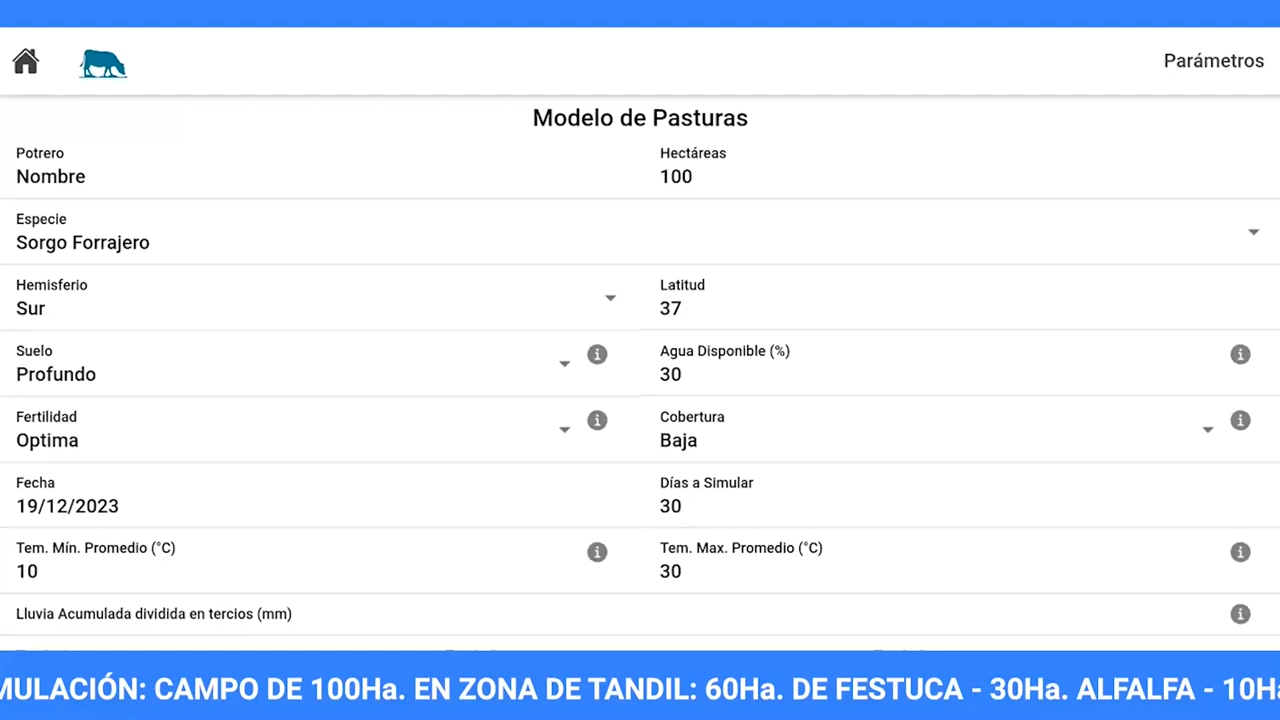 Parámetros
Modelo de Pasturas
Potrero
Nombre
Hectáreas
100
Especie
Sorgo Forrajero
Hemisferio
Sur
Latitud
37
Suelo
Profundo
Agua Disponible (%)
30
Fertilidad
Optima
Cobertura
Baja
Fecha
19/12/2023
Días a Simular
30
Tem. Mín. Promedio (°C)
10
Tem. Max. Promedio (°C)
30
Lluvia Acumulada dividida en tercios (mm)
MULACIÓN: CAMPO DE 100Ha. EN ZONA DE TANDIL: 60Ha. DE FESTUCA - 30Ha. ALFALFA - 10Ha